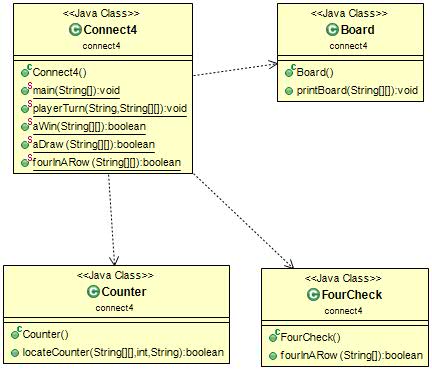 <<Java Class>>
Connect4
connect4
Connect4()
main(String[]):void
playerTurn(String,String[][]):void
aWin(String[][]):boolean
aDraw(String[][]):boolean
fourInARow(String[][]):boolean
<<Java Class>>
Board
connect4
Board()
printBoard(String[][]):void
<<Java Class>>
Counter
connect4
Counter()
locateCounter(String[][],int,String):boolean
<<Java Class>>
FourCheck
connect4
FourCheck()
fourInARow(String[][]):boolean